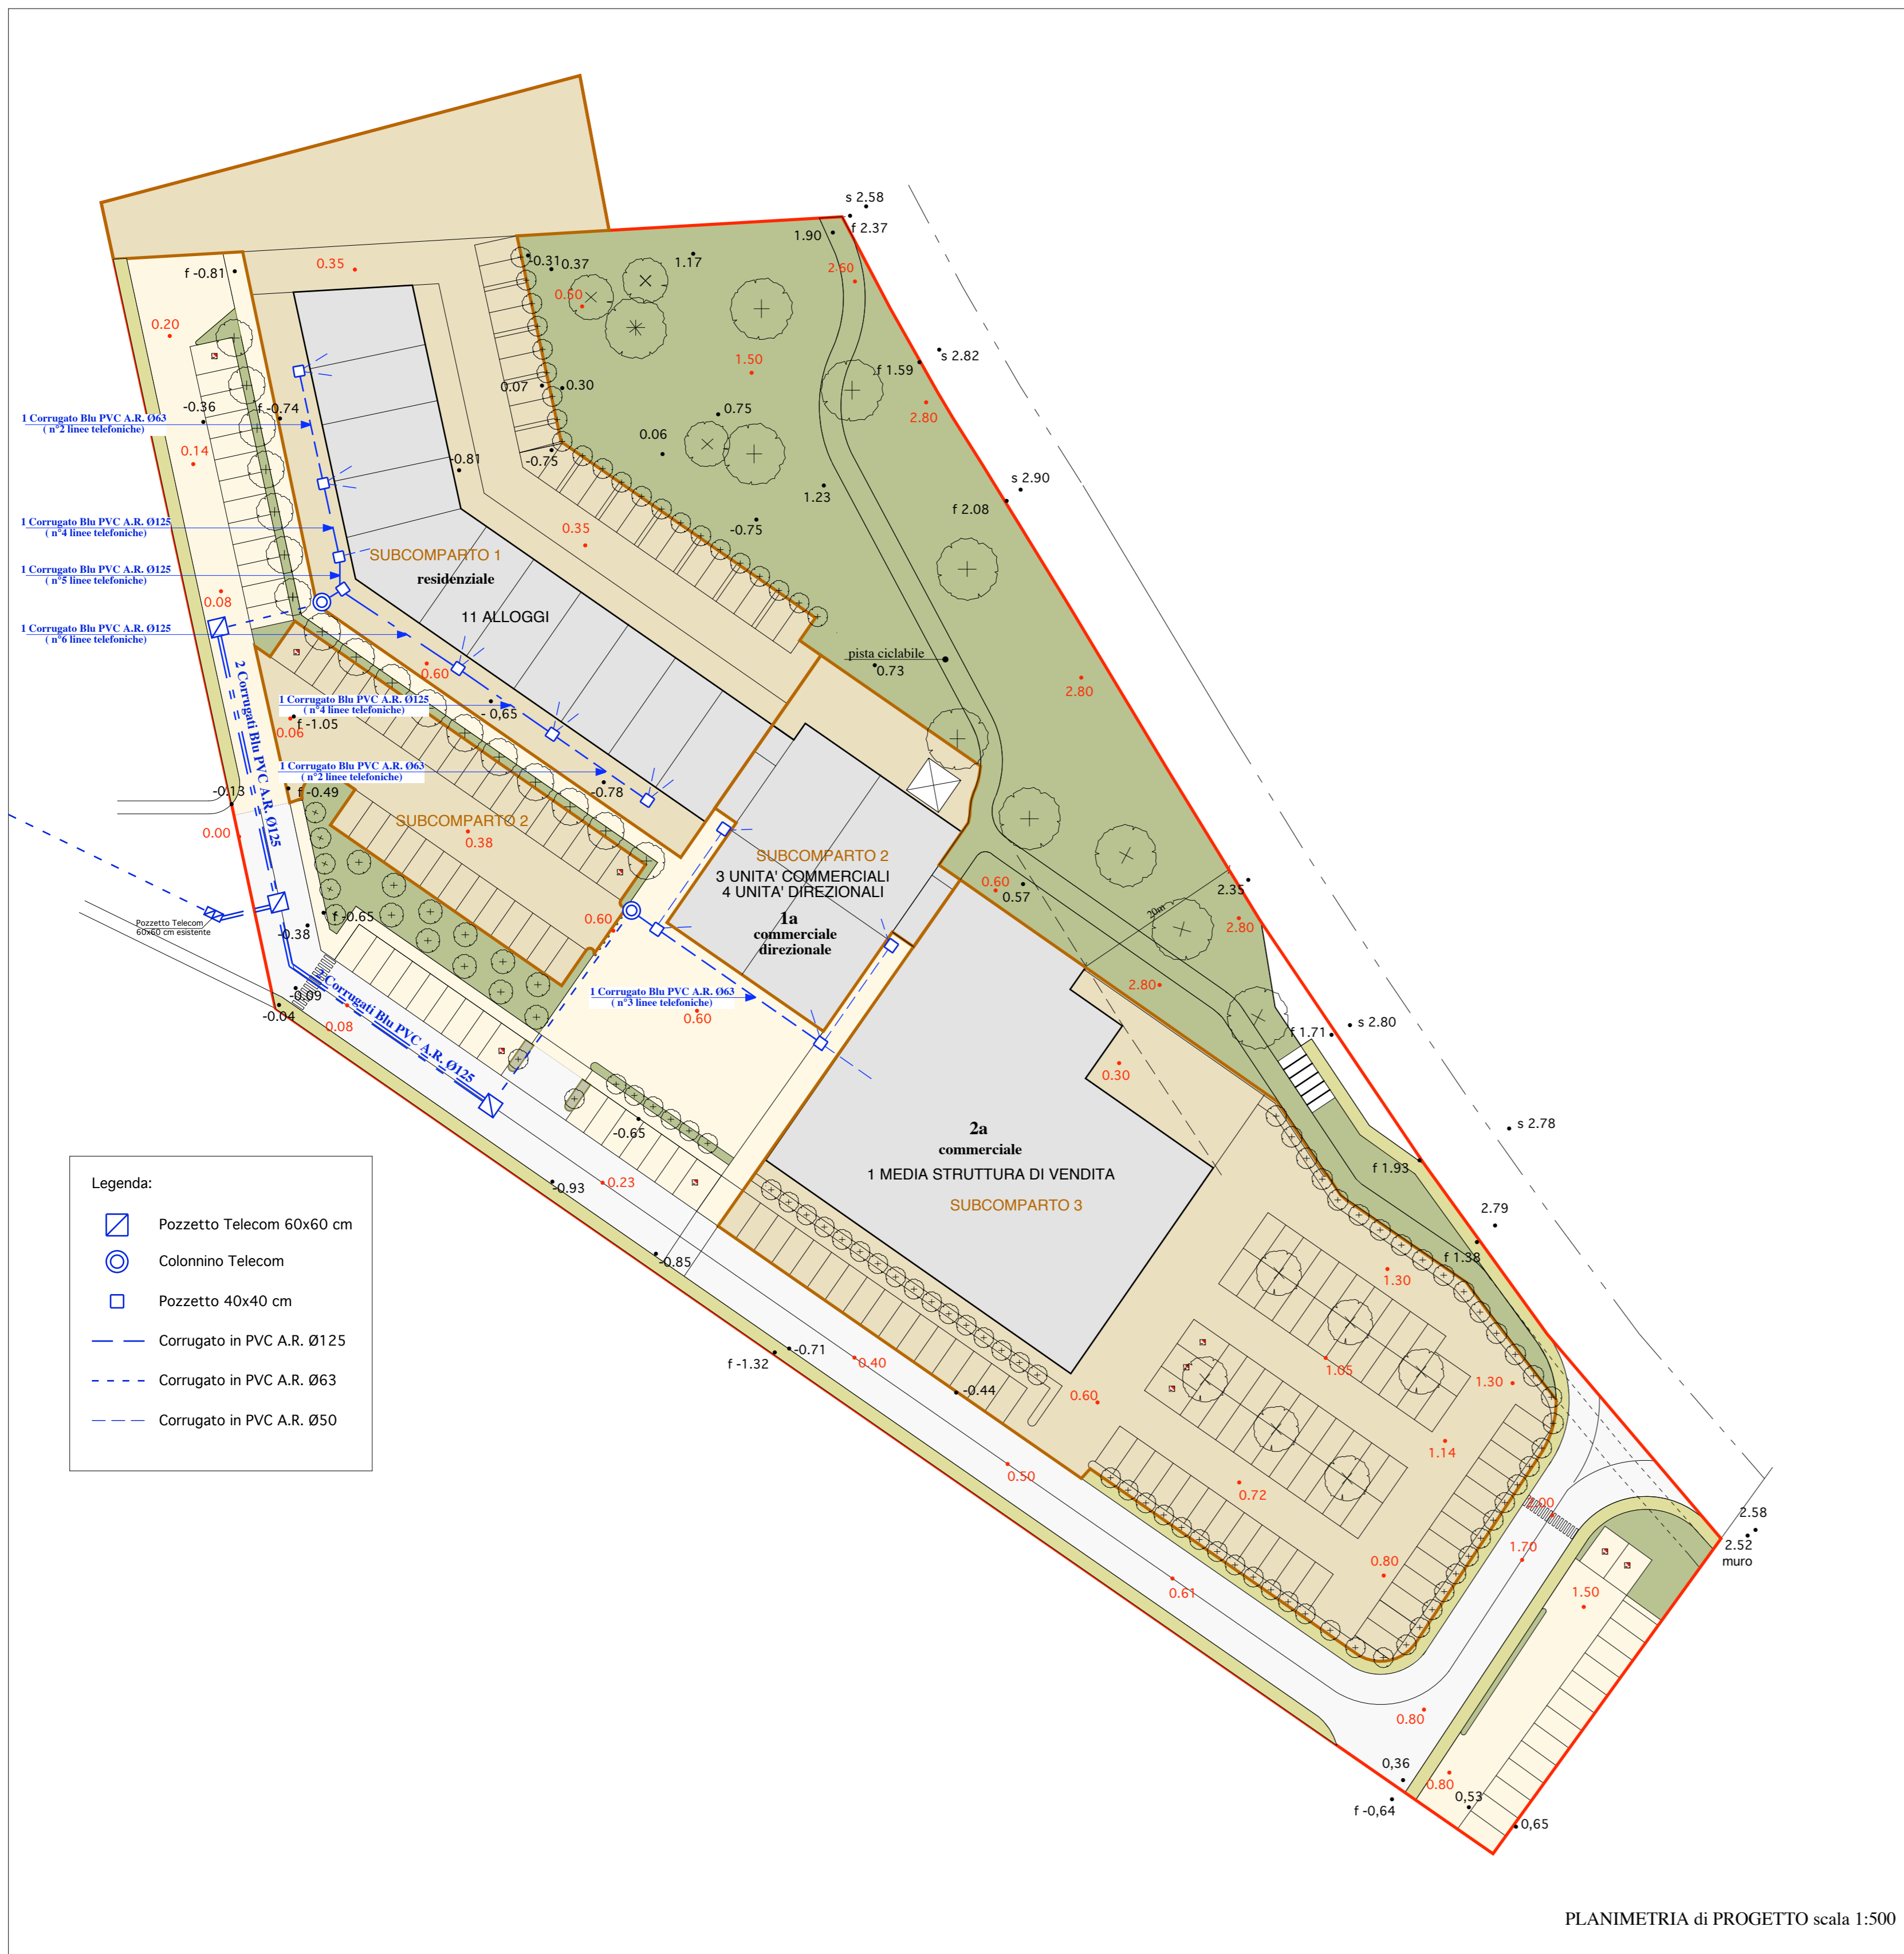 s 2.58
f 2.37
1.90
2.60
f -0.81
0.35
-0.31
0.37
1.17
0.50
0.20
1.50
s 2.82
f 1.59
2.80
0.07
0.30
-0.36
f -0.74
0.75
1 Corrugato Blu PVC A.R. Ø63
( n°2 linee telefoniche)
0.06
0.14
-0.81
-0.75
s 2.90
1.23
f 2.08
-0.75
1 Corrugato Blu PVC A.R. Ø125
( n°4 linee telefoniche)
0.35
SUBCOMPARTO 1
residenziale
1 Corrugato Blu PVC A.R. Ø125
( n°5 linee telefoniche)
0.08
11 ALLOGGI
1 Corrugato Blu PVC A.R. Ø125
( n°6 linee telefoniche)
pista ciclabile
0.73
0.60
2.80
2 Corrugati Blu PVC A.R. Ø125
1 Corrugato Blu PVC A.R. Ø125
( n°4 linee telefoniche)
- 0,65
f -1.05
0.06
1 Corrugato Blu PVC A.R. Ø63
( n°2 linee telefoniche)
-0.78
-0.13
f -0.49
0.00
SUBCOMPARTO 2
0.38
SUBCOMPARTO 2
3 UNITA' COMMERCIALI
4 UNITA' DIREZIONALI
1a
commerciale
direzionale
0.60
0.57
2.35
20m
2.80
Pozzetto Telecom
60x60 cm esistente
f -0.65
-0.38
0.60
2.80
-0.09
-0.04
0.08
2 Corrugati Blu PVC A.R. Ø125
1 Corrugato Blu PVC A.R. Ø63
( n°3 linee telefoniche)
0.60
s 2.80
f 1.71
0.30
-0.65
2a
commerciale
1 MEDIA STRUTTURA DI VENDITA
SUBCOMPARTO 3
s 2.78
f 1.93
-0.93
0.23
2.79
f 1.38
-0.85
1.30
Legenda:
Pozzetto Telecom 60x60 cm
Colonnino Telecom
Pozzetto 40x40 cm
Corrugato in PVC A.R. Ø125
Corrugato in PVC A.R. Ø63
Corrugato in PVC A.R. Ø50
f -1.32
-0.71
0.40
-0.44
0.60
1.05
1.30
1.14
0.50
0.72
2.00
2.58
2.52
muro
1.70
0.80
0.61
1.50
0.80
0,36
0.80
f -0,64
0,53
0,65
PLANIMETRIA di PROGETTO scala 1:500